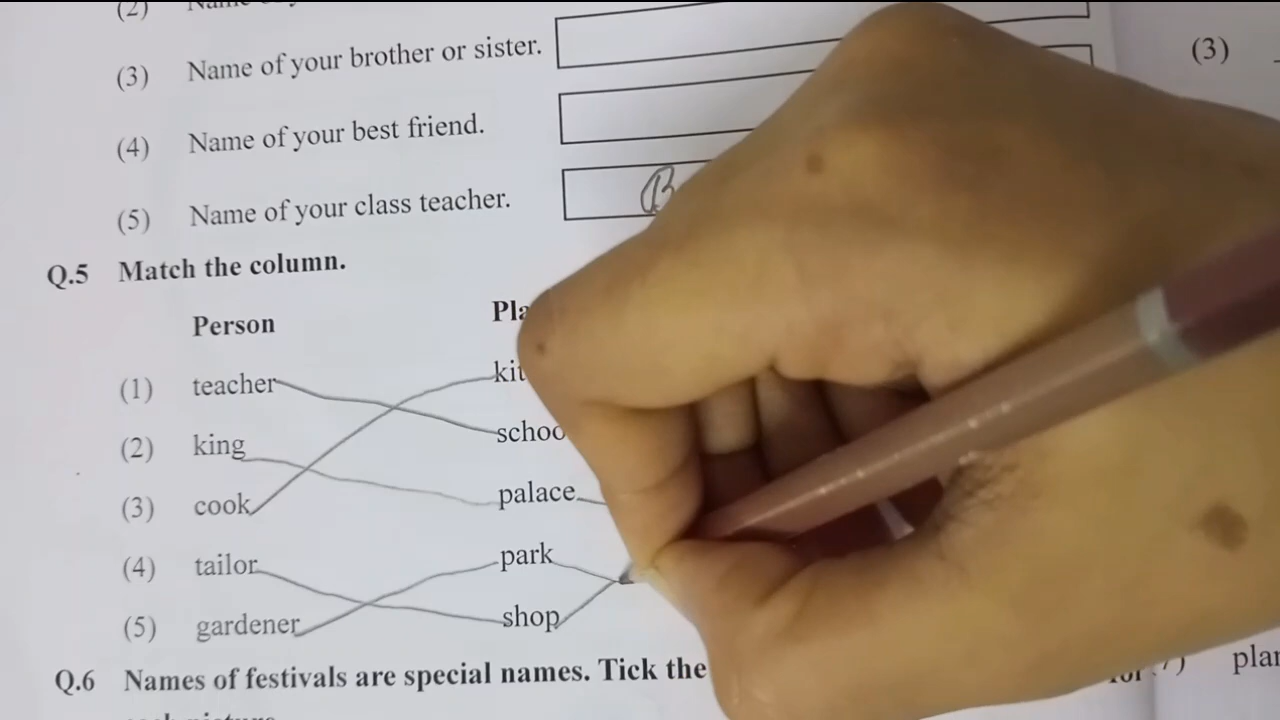 (2)
(3) Name of your brother or sister.
(4) Name of your best friend.
(5) Name of your class teacher.
Q.5 Match the column.
Person
(1) teacher
(2) king
(3) cook
(4) tailor
(5) gardener
palace
park
shop
Q.6 Names of festivals are special names. Tick the
(3)